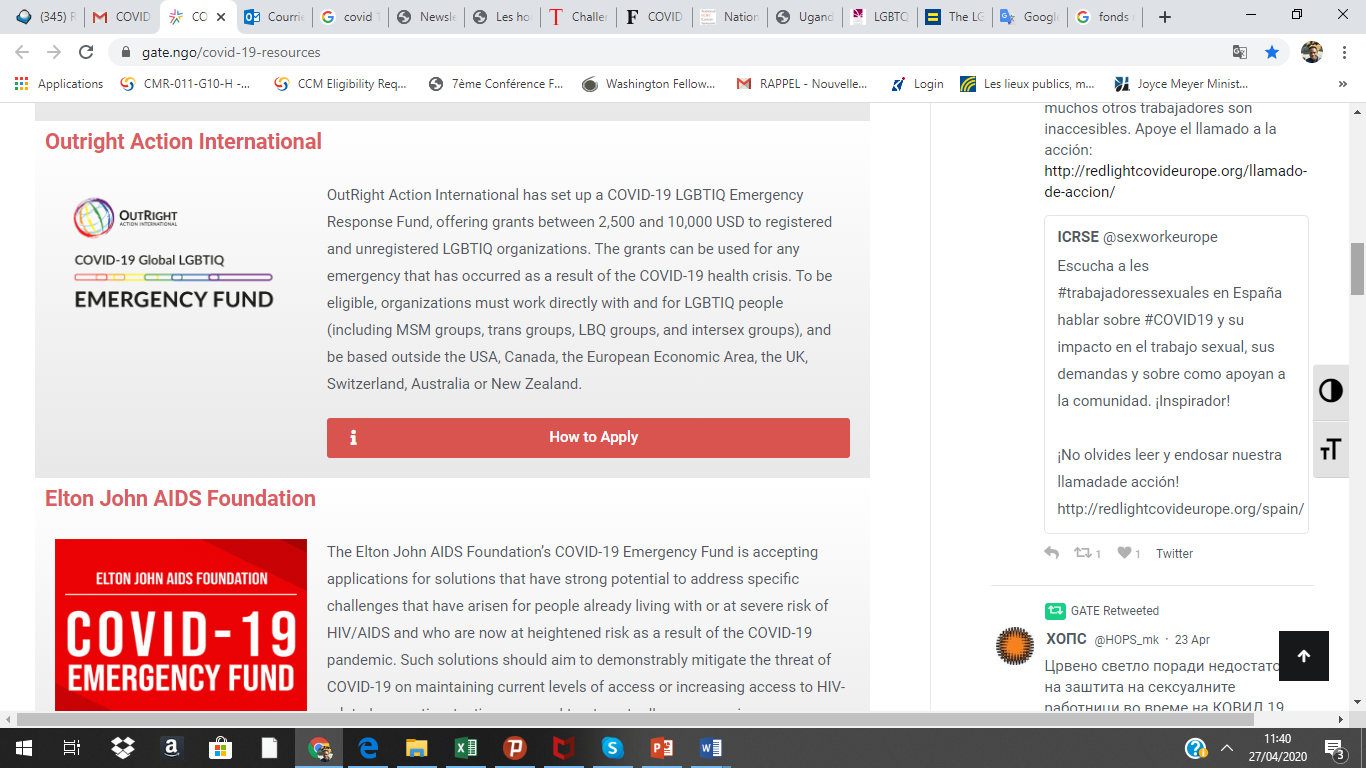 (345) F
COVID
CO
Courrie
covid 1
Newsle
Les ho
Challer
COVID
Nation
Ugand
LGBTQ
The LG
Google
fonds
gate.ngo/covid-19-resources
Applications
CMR-011-G10-H -...
CCM Eligibility Req...
7ème Conférence F...
Washington Fellow...
RAPPEL - Nouvelle...
Login
Les lieux publics, m...
Joyce Meyer Minist...
»
Outright Action International
OUTRIGHT
ACTION INTERNATIONAL
COVID-19 Global LGBTIQ
EMERGENCY FUND
OutRight Action International has set up a COVID-19 LGBTIQ Emergency
Response Fund, offering grants between 2,500 and 10,000 USD to registered
and unregistered LGBTIQ organizations. The grants can be used for any
emergency that has occurred as a result of the COVID-19 health crisis. To be
eligible, organizations must work directly with and for LGBTIQ people
(including MSM groups, trans groups, LBQ groups, and intersex groups), and
be based outside the USA, Canada, the European Economic Area, the UK,
Switzerland, Australia or New Zealand.
How to Apply
Elton John AIDS Foundation
ELTON JOHN AIDS FOUNDATION
COVID-19
EMERGENCY FUND
The Elton John AIDS Foundation's COVID-19 Emergency Fund is accepting
applications for solutions that have strong potential to address specific
challenges that have arisen for people already living with or at severe risk of
HIV/AIDS and who are now at heightened risk as a result of the COVID-19
pandemic. Such solutions should aim to demonstrably mitigate the threat of
COVID-19 on maintaining current levels of access or increasing access to HIV-
muchos otros trabajadores son
inaccesibles. Apoye el llamado a la
acción:
http://redlightcovideurope.org/llamado-
de-accion/
ICRSE @sexworkeurope
Escucha a les
#trabajadoressexuales en España
hablar sobre #COVID19 y su
impacto en el trabajo sexual, sus
demandas y sobre como apoyan a
la comunidad. ¡Inspirador!
¡No olvides leer y endosar nuestra
llamadade acción!
http://redlightcovideurope.org/spain/
1
1
Twitter
GATE Retweeted
ХОПС @HOPS_mk · 23 Apr
Црвено светло поради недостато
на заштита на сексуалните
работници во време на КОВИД 19
11:40
27/04/2020
3